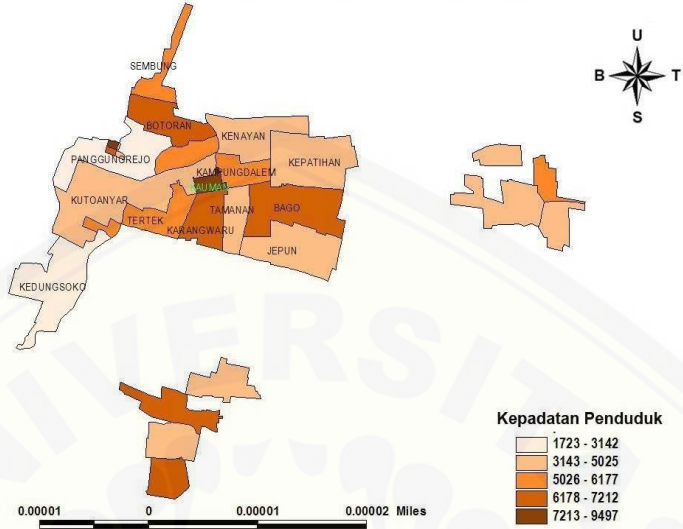 SEMBUNG
BOTORAN
KENAYAN
PANGGUNGREJO
KEPATIHAN
KAMPUNGDALEM
KAUMAN
KUTOANYAR
TAMANAN
BAGO
TERTEK
KARANGWARU
JEPUN
KEDUNGSOKO
U
B T
S
UNIVERSIT
Kepadatan Penduduk
1723 - 3142
3143 - 5025
5026 - 6177
6178 - 7212
7213 - 9497
0.00001 0 0.00001 0.00002 Miles